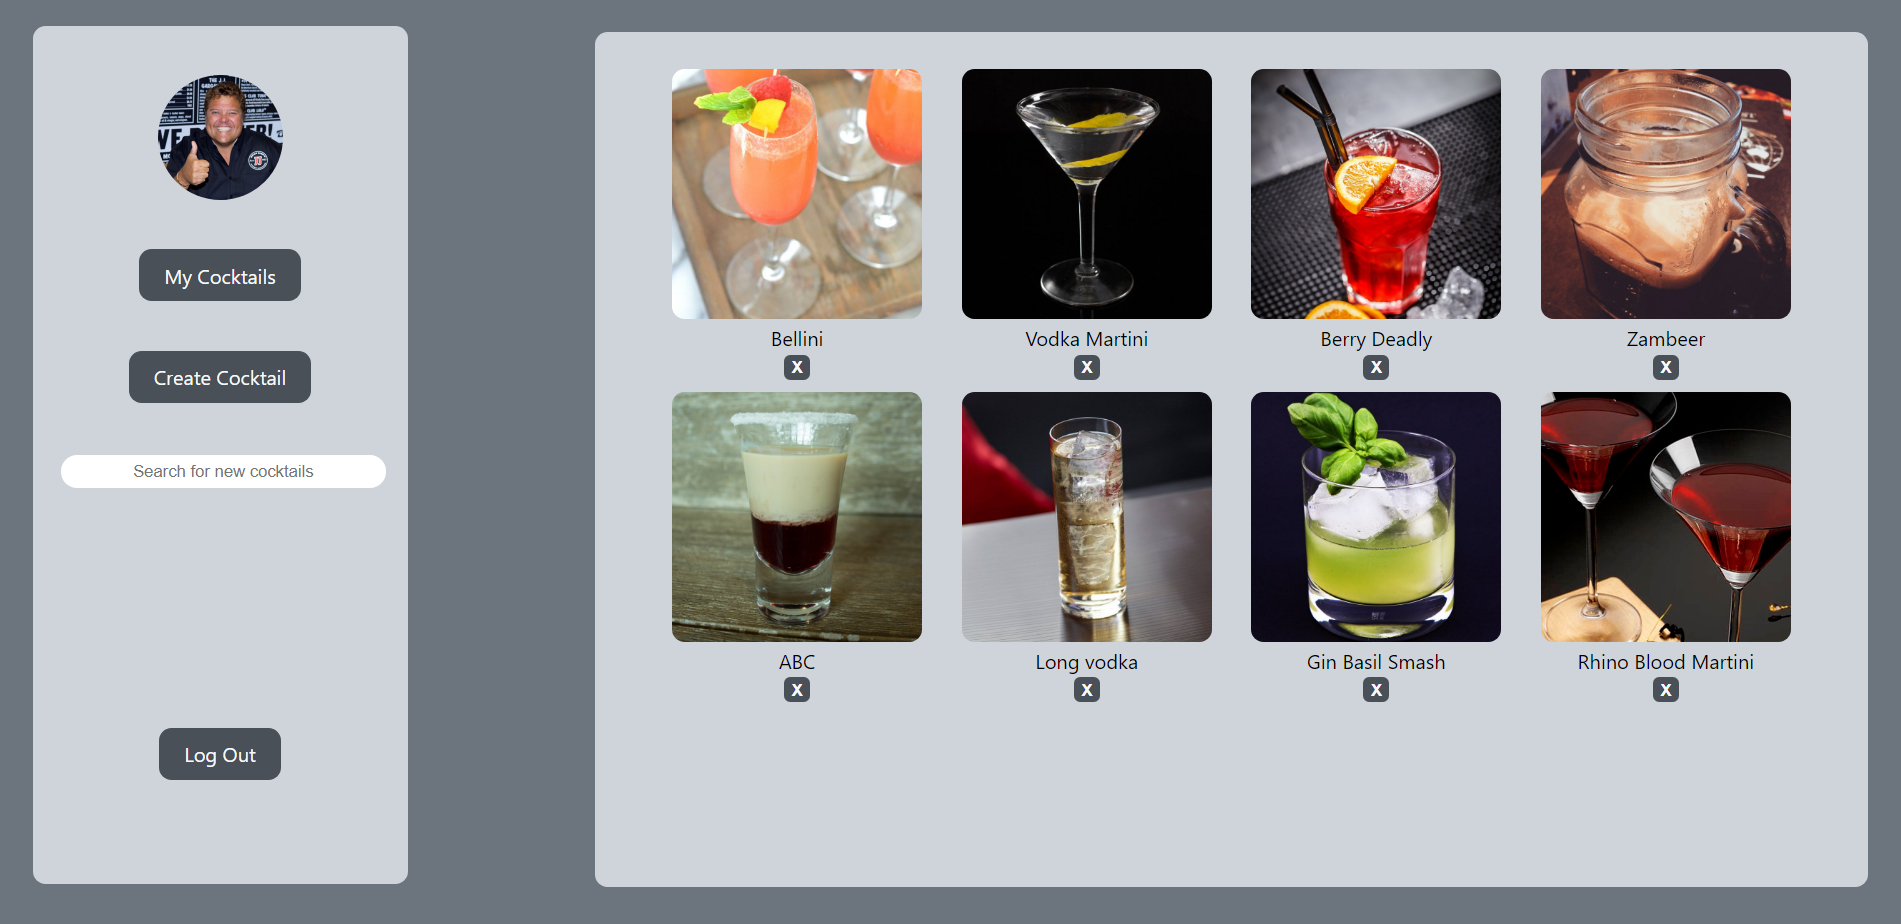 My Cocktails
Create Cocktail
Search for new cocktails
Log Out
Bellini
Vodka Martini
Berry Deadly
Zambeer
X
X
X
X
ABC
Long vodka
Gin Basil Smash
Rhino Blood Martini
X
X
X
X